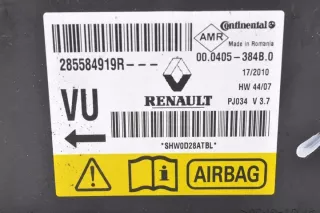 Continental
AMR
Made in Romania
285584919R---
00.0405-384B.0
17/2010
VU
HW 44/07
RENAULT
PJ034 V 3.7
*SHW0D28ATBL*
AIRBAG